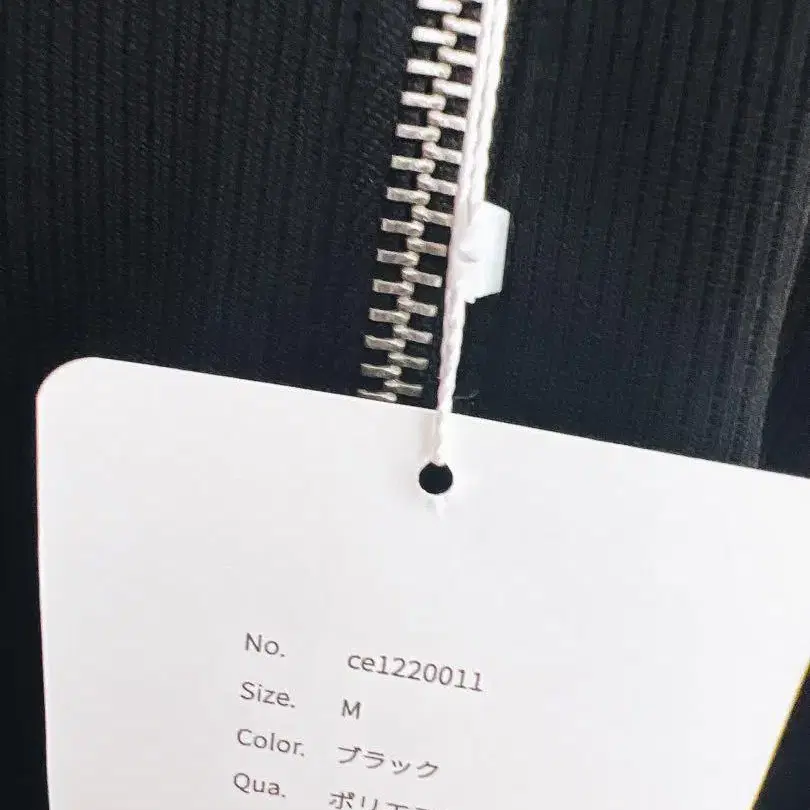 No. ce1220011
Size. M
Color. ブラック
Qua.